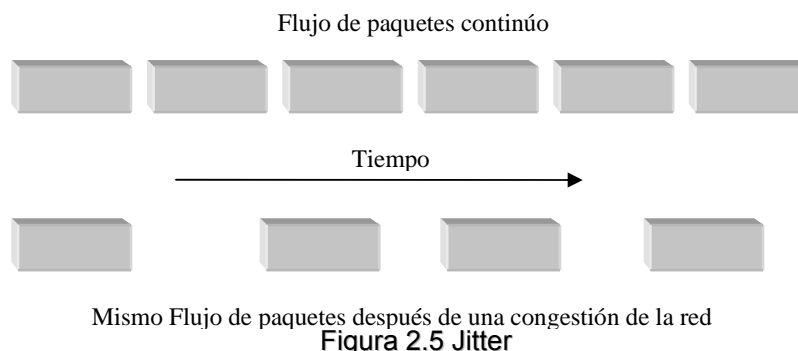 Flujo de paquetes continúo
Tiempo
Mismo Flujo de paquetes después de una congestión de la red
Figura 2.5 Jitter